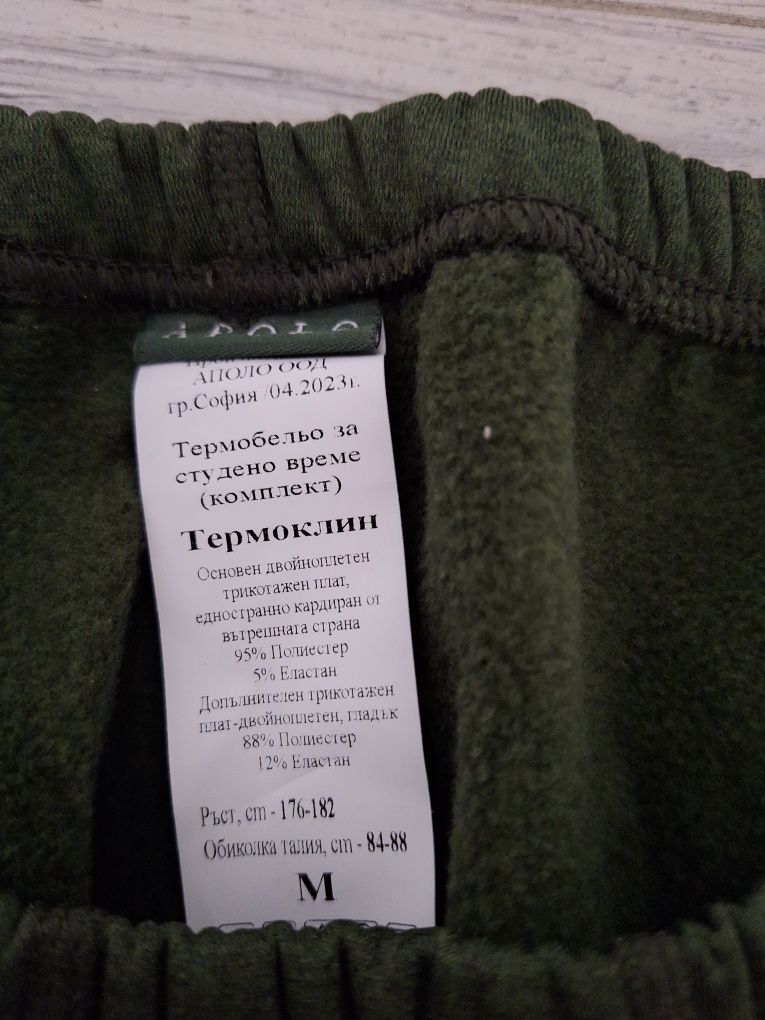 АПОЛО ООД
гр.София /04.2023г.
Термобельо за
студено време
(комплект)
Термоклин
Основен двойноплетен
трикотажен плат,
едностранно кардиран от
вътрешната страна
95% Полиестер
5% Еластан
Допълнителен трикотажен
плат-двойноплетен, гладък
88% Полиестер
12% Еластан
Ръст, cm - 176-182
Обиколка талия, cm - 84-88
М